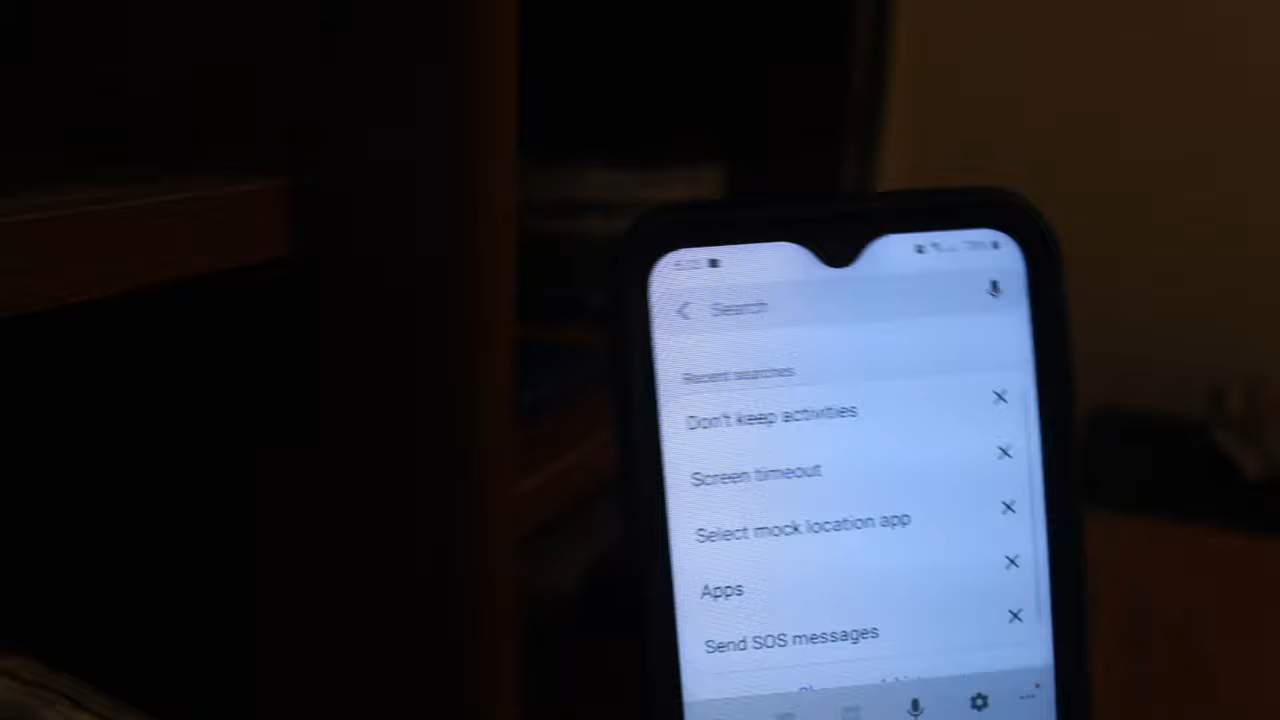 Search
Recent searches
Don't keep activities
Screen timeout
Select mock location app
Apps
Send SOS messages